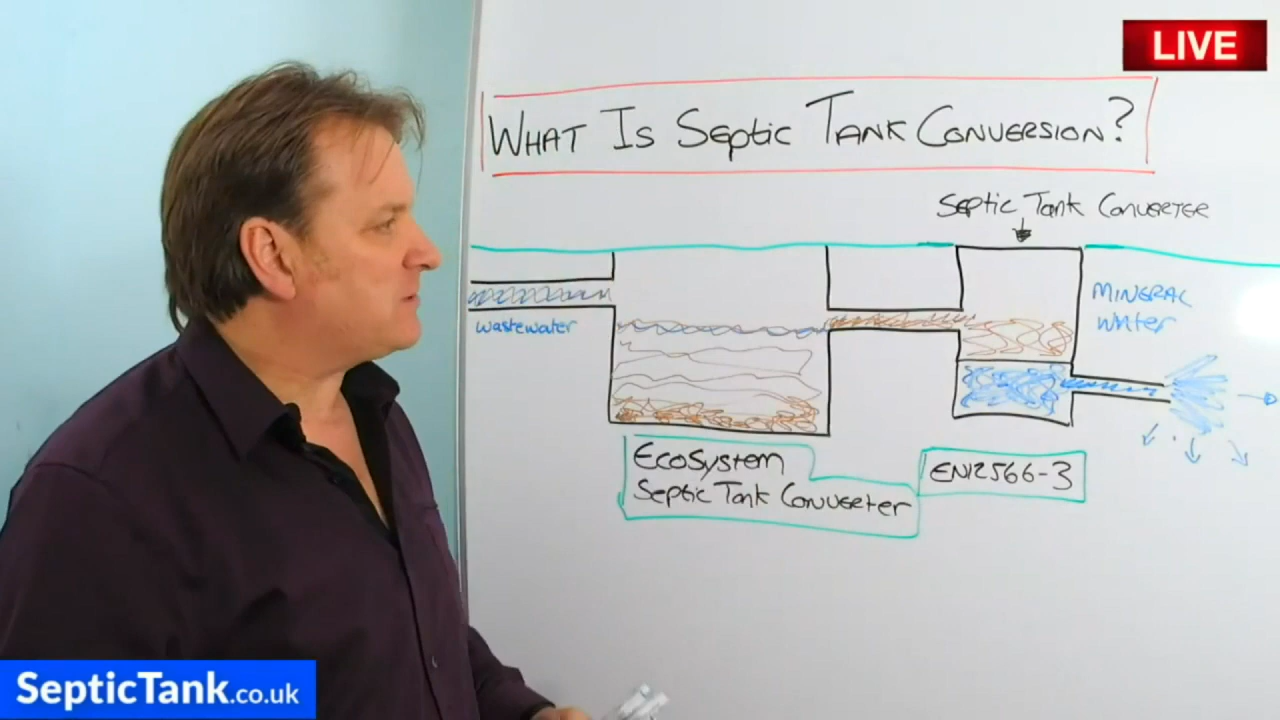 LIVE
WHAT IS SEPTIC TANK CONVERSION?
SEPTIC TANK CONVERTER
MINERAL
WATER
wastewater
ECOSYSTEM
SEPTIC TANK CONVERTER
EN12566-3
SepticTank.co.uk